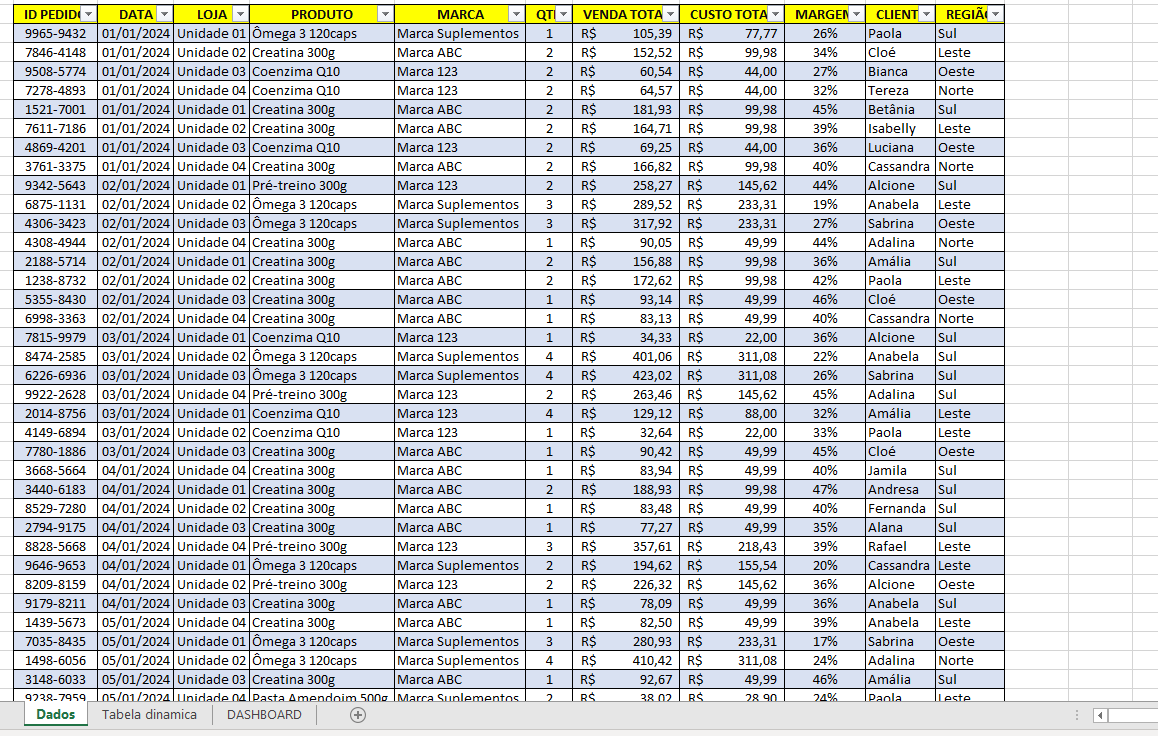 ID PEDIDO DATA LOJA PRODUTO MARCA QTD VENDA TOTA CUSTO TOTA MARGEM CLIENT REGIÃO
9965-9432 01/01/2024 Unidade 01 Ômega 3 120caps Marca Suplementos 1 R$ 105,39 R$ 77,77 26% Paola Sul
7846-4148 01/01/2024 Unidade 02 Creatina 300g Marca ABC 2 R$ 152,52 R$ 99,98 34% Cloé Leste
9508-5774 01/01/2024 Unidade 03 Coenzima Q10 Marca 123 2 R$ 60,54 R$ 44,00 27% Bianca Oeste
7278-4893 01/01/2024 Unidade 04 Coenzima Q10 Marca 123 2 R$ 64,57 R$ 44,00 32% Tereza Norte
1521-7001 01/01/2024 Unidade 01 Creatina 300g Marca ABC 2 R$ 181,93 R$ 99,98 45% Betânia Sul
7611-7186 01/01/2024 Unidade 02 Creatina 300g Marca ABC 2 R$ 164,71 R$ 99,98 39% Isabelly Leste
4869-4201 01/01/2024 Unidade 03 Coenzima Q10 Marca 123 2 R$ 69,25 R$ 44,00 36% Luciana Oeste
3761-3375 01/01/2024 Unidade 04 Creatina 300g Marca ABC 2 R$ 166,82 R$ 99,98 40% Cassandra Norte
9342-5643 02/01/2024 Unidade 01 Pré-treino 300g Marca 123 2 R$ 258,27 R$ 145,62 44% Alcione Sul
6875-1131 02/01/2024 Unidade 02 Ômega 3 120caps Marca Suplementos 3 R$ 289,52 R$ 233,31 19% Anabela Leste
4306-3423 02/01/2024 Unidade 03 Ômega 3 120caps Marca Suplementos 3 R$ 317,92 R$ 233,31 27% Sabrina Oeste
4308-4944 02/01/2024 Unidade 04 Creatina 300g Marca ABC 1 R$ 90,05 R$ 49,99 44% Adalina Norte
2188-5714 02/01/2024 Unidade 01 Creatina 300g Marca ABC 2 R$ 156,88 R$ 99,98 36% Amália Sul
1238-8732 02/01/2024 Unidade 02 Creatina 300g Marca ABC 2 R$ 172,62 R$ 99,98 42% Paola Leste
5355-8430 02/01/2024 Unidade 03 Creatina 300g Marca ABC 1 R$ 93,14 R$ 49,99 46% Cloé Oeste
6998-3363 02/01/2024 Unidade 04 Creatina 300g Marca ABC 1 R$ 83,13 R$ 49,99 40% Cassandra Norte
7815-9979 03/01/2024 Unidade 01 Coenzima Q10 Marca 123 1 R$ 34,33 R$ 22,00 36% Alcione Sul
8474-2585 03/01/2024 Unidade 02 Ômega 3 120caps Marca Suplementos 4 R$ 401,06 R$ 311,08 22% Anabela Sul
6226-6936 03/01/2024 Unidade 03 Ômega 3 120caps Marca Suplementos 4 R$ 423,02 R$ 311,08 26% Sabrina Sul
9922-2628 03/01/2024 Unidade 04 Pré-treino 300g Marca 123 2 R$ 263,46 R$ 145,62 45% Adalina Sul
2014-8756 03/01/2024 Unidade 01 Coenzima Q10 Marca 123 4 R$ 129,12 R$ 88,00 32% Amália Leste
4149-6894 03/01/2024 Unidade 02 Coenzima Q10 Marca 123 1 R$ 32,64 R$ 22,00 33% Paola Leste
7780-1886 03/01/2024 Unidade 03 Creatina 300g Marca ABC 1 R$ 90,42 R$ 49,99 45% Cloé Oeste
3668-5664 04/01/2024 Unidade 04 Creatina 300g Marca ABC 1 R$ 83,94 R$ 49,99 40% Jamila Sul
3440-6183 04/01/2024 Unidade 01 Creatina 300g Marca ABC 2 R$ 188,93 R$ 99,98 47% Andresa Sul
8529-7280 04/01/2024 Unidade 02 Creatina 300g Marca ABC 1 R$ 83,48 R$ 49,99 40% Fernanda Sul
2794-9175 04/01/2024 Unidade 03 Creatina 300g Marca ABC 1 R$ 77,27 R$ 49,99 35% Alana Sul
8828-5668 04/01/2024 Unidade 04 Pré-treino 300g Marca 123 3 R$ 357,61 R$ 218,43 39% Rafael Leste
9646-9653 04/01/2024 Unidade 01 Ômega 3 120caps Marca Suplementos 2 R$ 194,62 R$ 155,54 20% Cassandra Leste
8209-8159 04/01/2024 Unidade 02 Pré-treino 300g Marca 123 2 R$ 226,32 R$ 145,62 36% Alcione Oeste
9179-8211 04/01/2024 Unidade 03 Creatina 300g Marca ABC 1 R$ 78,09 R$ 49,99 36% Anabela Sul
1439-5673 05/01/2024 Unidade 04 Creatina 300g Marca ABC 1 R$ 82,50 R$ 49,99 39% Anabela Leste
7035-8435 05/01/2024 Unidade 01 Ômega 3 120caps Marca Suplementos 3 R$ 280,93 R$ 233,31 17% Sabrina Oeste
1498-6056 05/01/2024 Unidade 02 Ômega 3 120caps Marca Suplementos 4 R$ 410,42 R$ 311,08 24% Adalina Norte
3148-6033 05/01/2024 Unidade 03 Creatina 300g Marca ABC 1 R$ 92,67 R$ 49,99 46% Amália Sul
9238-7959 05/01/2024 Unidade 04 Pasta Amendoim 500g Marca Suplementos 2 R$ 38,02 R$ 28,90 24% Paola Leste
Dados Tabela dinamica DASHBOARD